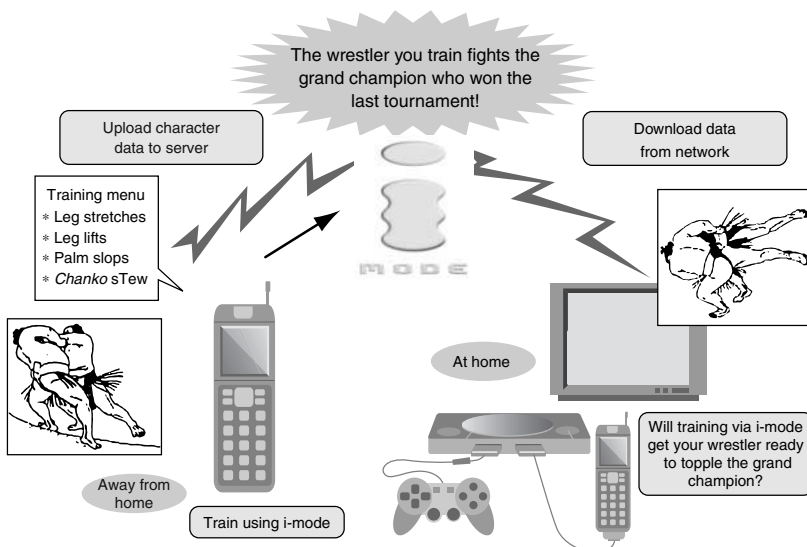 The wrestler you train fights the
grand champion who won the
last tournament!
Upload character
data to server
Download data
from network
Training menu
* Leg stretches
* Leg lifts
* Palm slops
* Chanko sTew
MODE
At home
Away from
home
Train using i-mode
Will training via i-mode
get your wrestler ready
to topple the grand
champion?